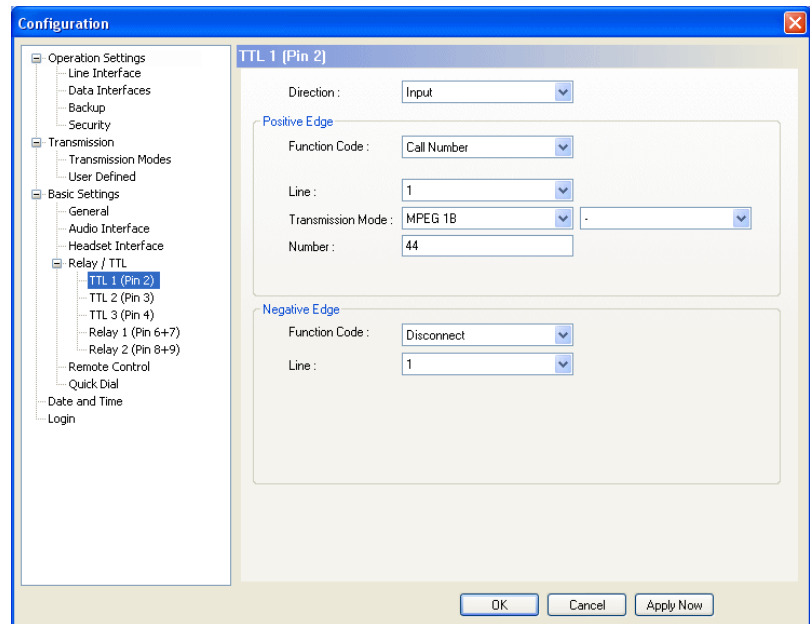 Configuration
Operation Settings
Line Interface
Data Interfaces
Backup
Security
Transmission
Transmission Modes
User Defined
Basic Settings
General
Audio Interface
Headset Interface
Relay / TTL
TTL 1 (Pin 2)
TTL 2 (Pin 3)
TTL 3 (Pin 4)
Relay 1 (Pin 6+7)
Relay 2 (Pin 8+9)
Remote Control
Quick Dial
Date and Time
Login
TTL 1 (Pin 2)
Direction : Input
Positive Edge
Function Code : Call Number
Line : 1
Transmission Mode : MPEG 1B -
Number : 44
Negative Edge
Function Code : Disconnect
Line : 1
OK Cancel Apply Now